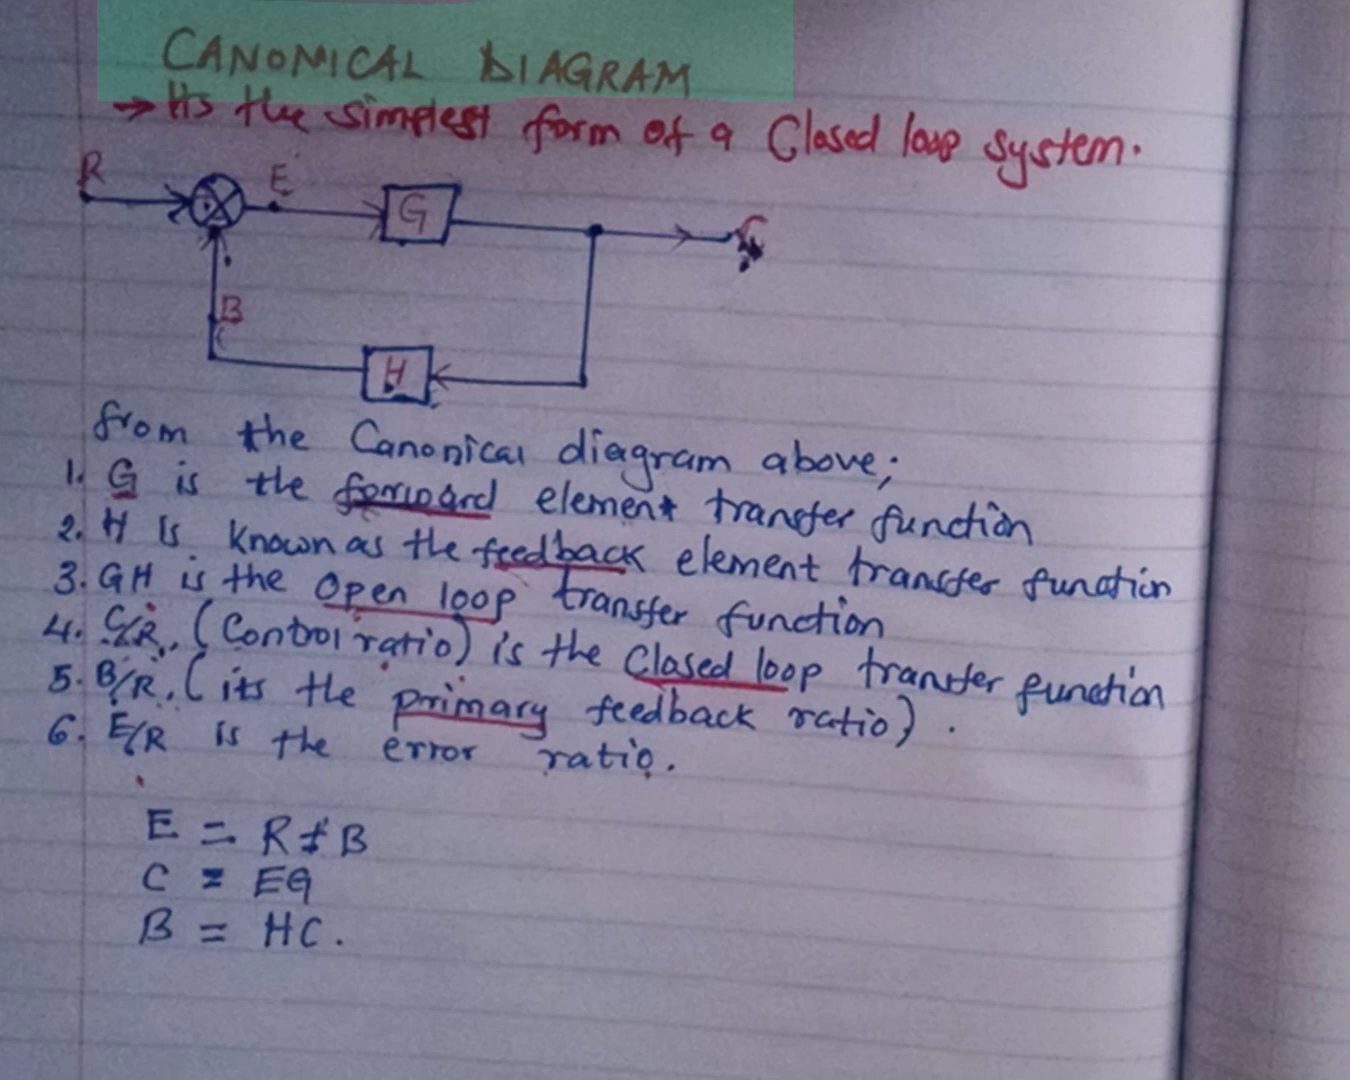 CANONICAL DIAGRAM
→ Its the simplest form of a Closed loop system.
R
E
G
C
B
H
from the Canonical diagram above;
1. G is the forward element transfer function
2. H is known as the feedback element transfer function
3. GH is the open loop transfer function
4. C/R, (Control ratio) is the Closed loop transfer function
5. B/R, (its the primary feedback ratio).
6. E/R is the error ratio.
E = R ± B
C = EG
B = HC.